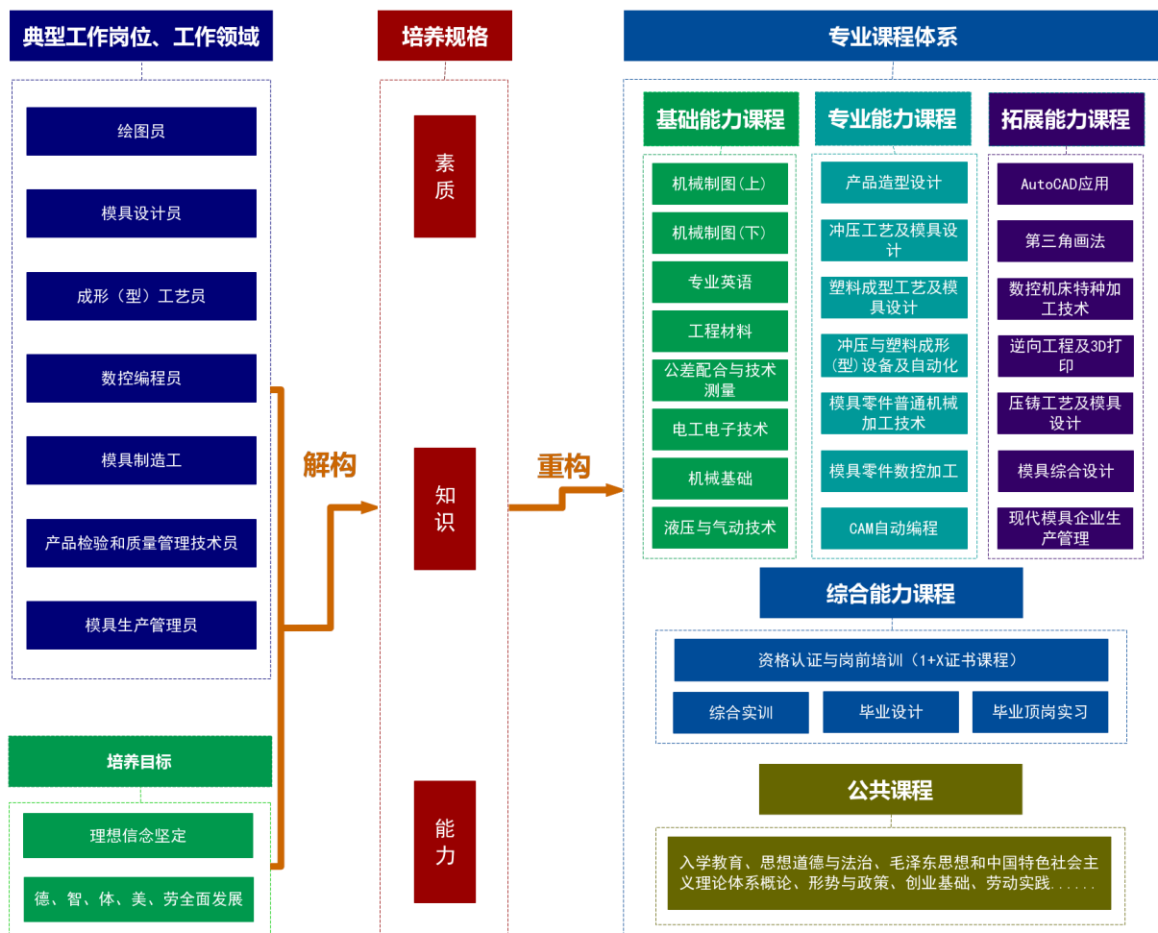 典型工作岗位、工作领域
绘图员
模具设计员
成形（型）工艺员
数控编程员
模具制造工
产品检验和质量管理技术员
模具生产管理员
培养目标
理想信念坚定
德、智、体、美、劳全面发展
解构
培养规格
素
质
知
识
能
力
重构
专业课程体系
基础能力课程
机械制图(上)
机械制图(下)
专业英语
工程材料
公差配合与技术
测量
电工电子技术
机械基础
液压与气动技术
专业能力课程
产品造型设计
冲压工艺及模具设
计
塑料成型工艺及模
具设计
冲压与塑料成形
(型)设备及自动化
模具零件普通机械
加工技术
模具零件数控加工
CAM自动编程
拓展能力课程
AutoCAD应用
第三角画法
数控机床特种加
工技术
逆向工程及3D打
印
压铸工艺及模具
设计
模具综合设计
现代模具企业生
产管理
综合能力课程
资格认证与岗前培训（1+X证书课程）
综合实训
毕业设计
毕业顶岗实习
公共课程
入学教育、思想道德与法治、毛泽东思想和中国特色社会主
义理论体系概论、形势与政策、创业基础、劳动实践......